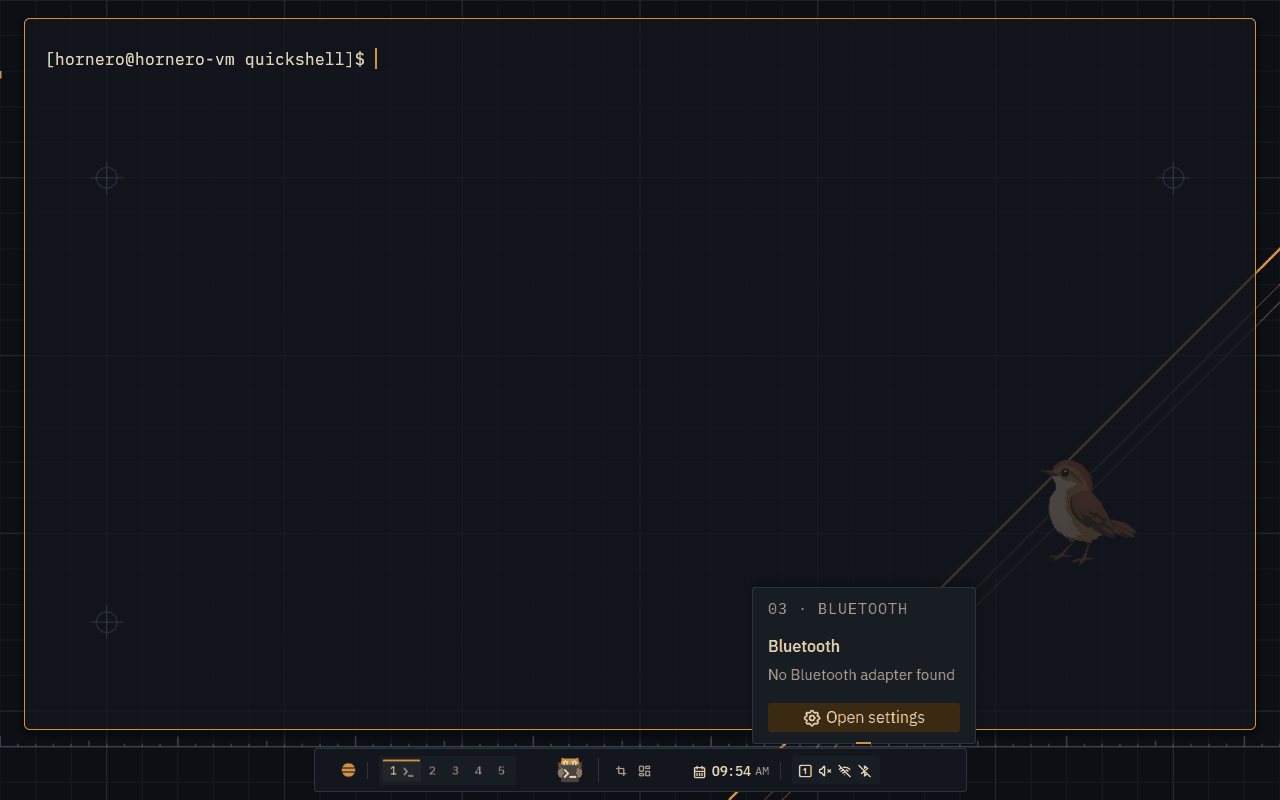 [hornero@hornero-vm quickshell]$
03 · BLUETOOTH
Bluetooth
No Bluetooth adapter found
Open settings
1 >_ 2 3 4 5 >_ 09:54 AM 1